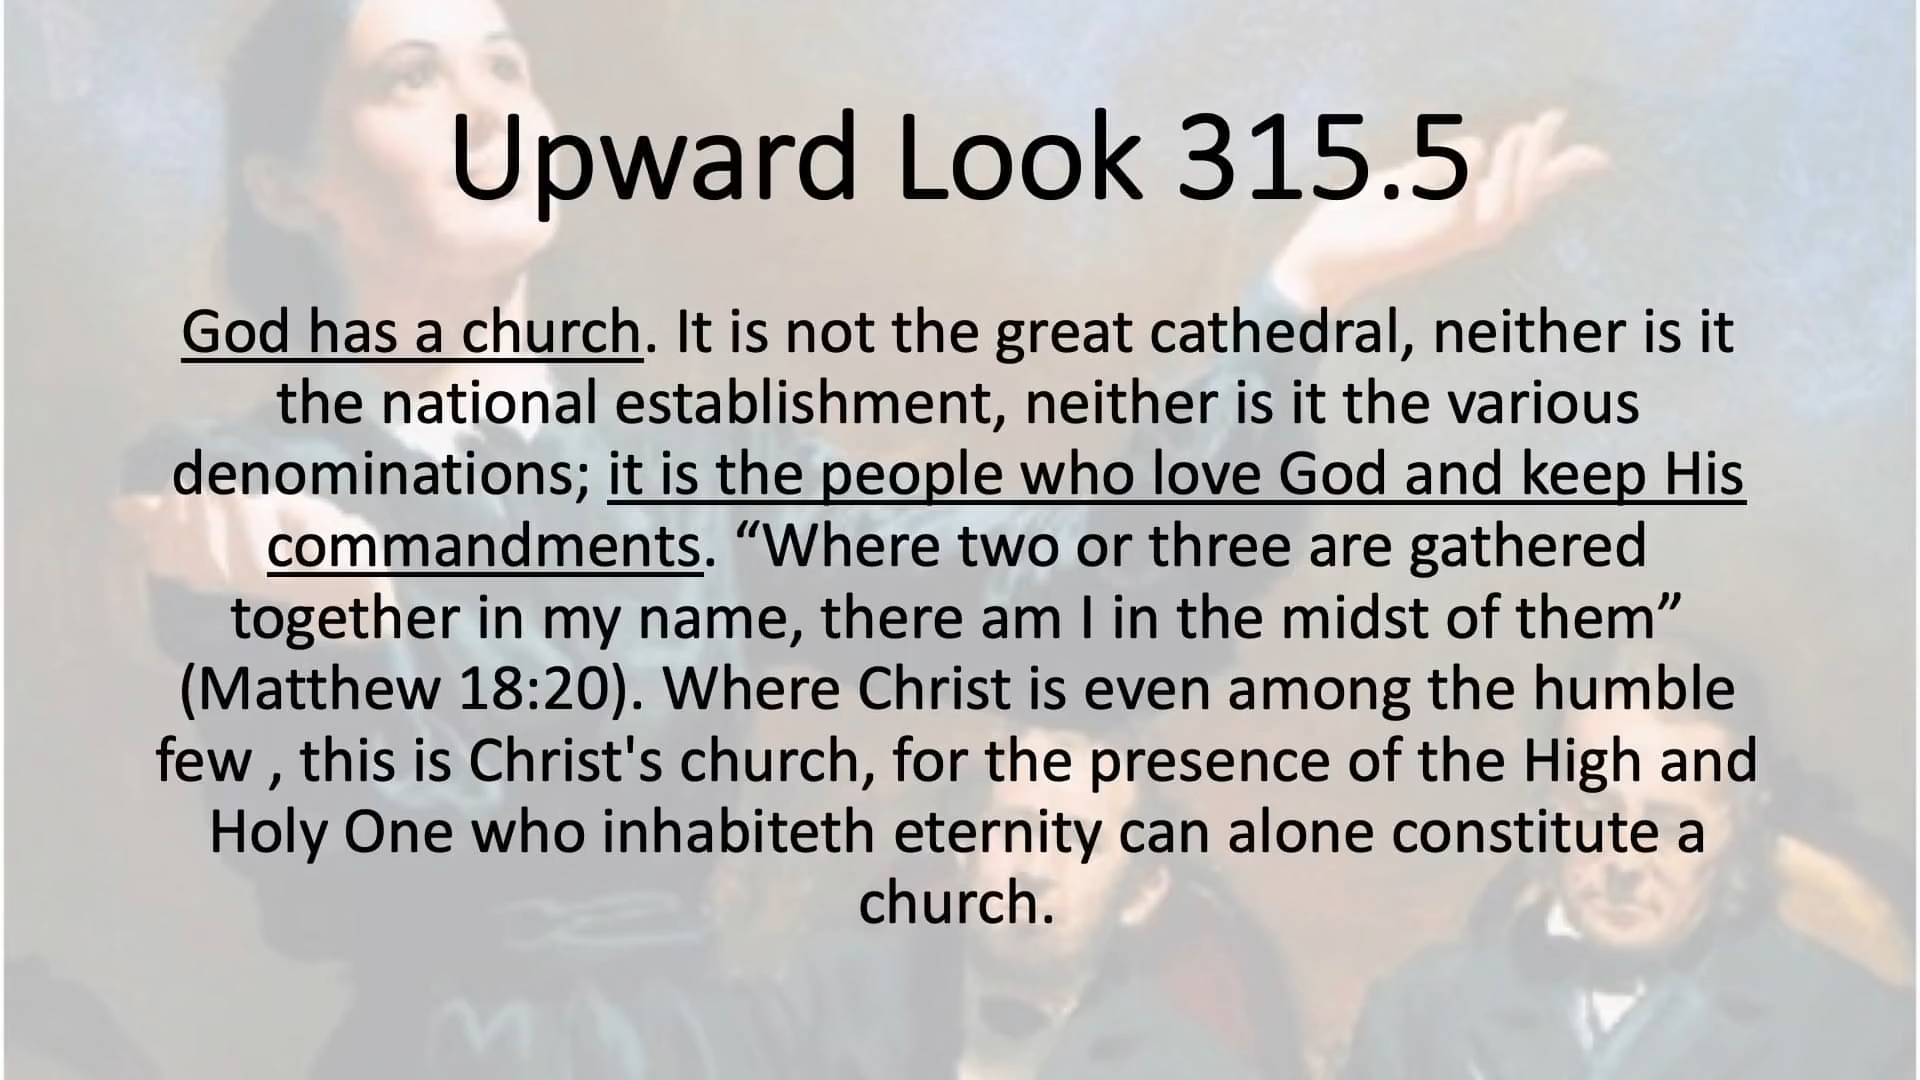 Upward Look 315.5
God has a church. It is not the great cathedral, neither is it
the national establishment, neither is it the various
denominations; it is the people who love God and keep His
commandments. “Where two or three are gathered
together in my name, there am I in the midst of them”
(Matthew 18:20). Where Christ is even among the humble
few , this is Christ's church, for the presence of the High and
Holy One who inhabiteth eternity can alone constitute a
church.